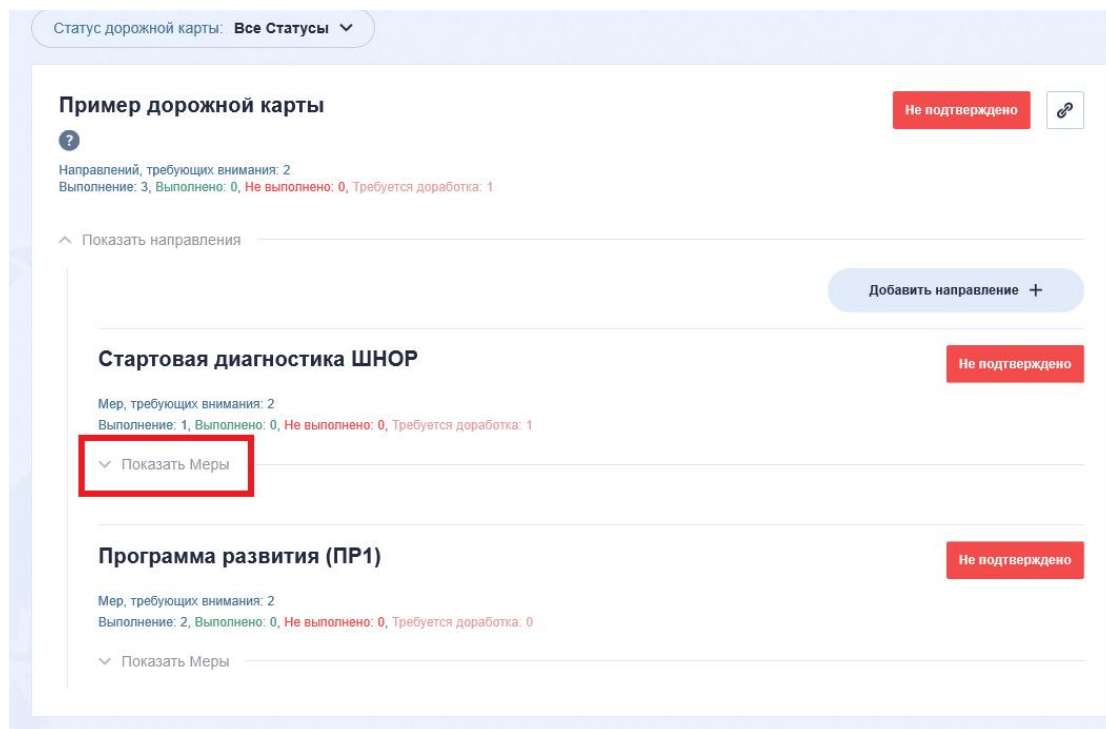 Статус дорожной карты: Все Статусы
Пример дорожной карты
Не подтверждено
?
Направлений, требующих внимания: 2
Выполнение: 3, Выполнено: 0, Не выполнено: 0, Требуется доработка: 1
Показать направления
Добавить направление +
Стартовая диагностика ШНОР
Не подтверждено
Мер, требующих внимания: 2
Выполнение: 1, Выполнено: 0, Не выполнено: 0, Требуется доработка: 1
Показать Меры
Программа развития (ПР1)
Не подтверждено
Мер, требующих внимания: 2
Выполнение: 2, Выполнено: 0, Не выполнено: 0, Требуется доработка: 0
Показать Меры